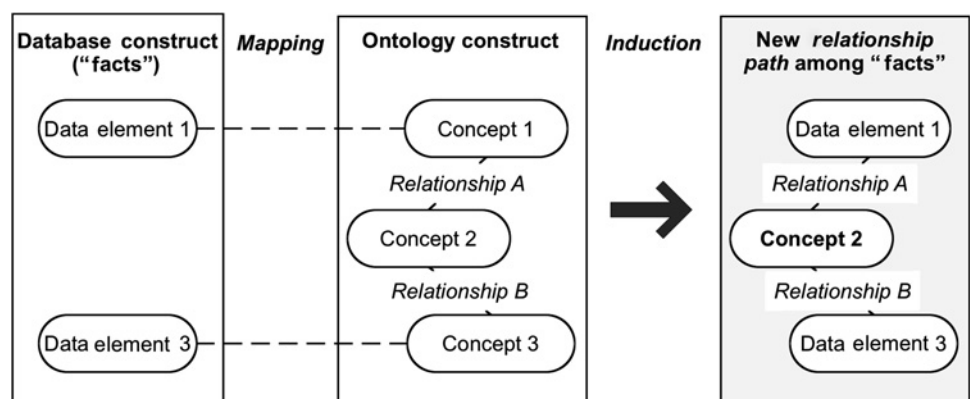 Database construct
("facts")
Mapping
Ontology construct
Induction
New relationship
path among "facts"
Data element 1
Concept 1
Data element 1
Relationship A
Relationship A
Concept 2
Concept 2
Relationship B
Relationship B
Data element 3
Concept 3
Data element 3